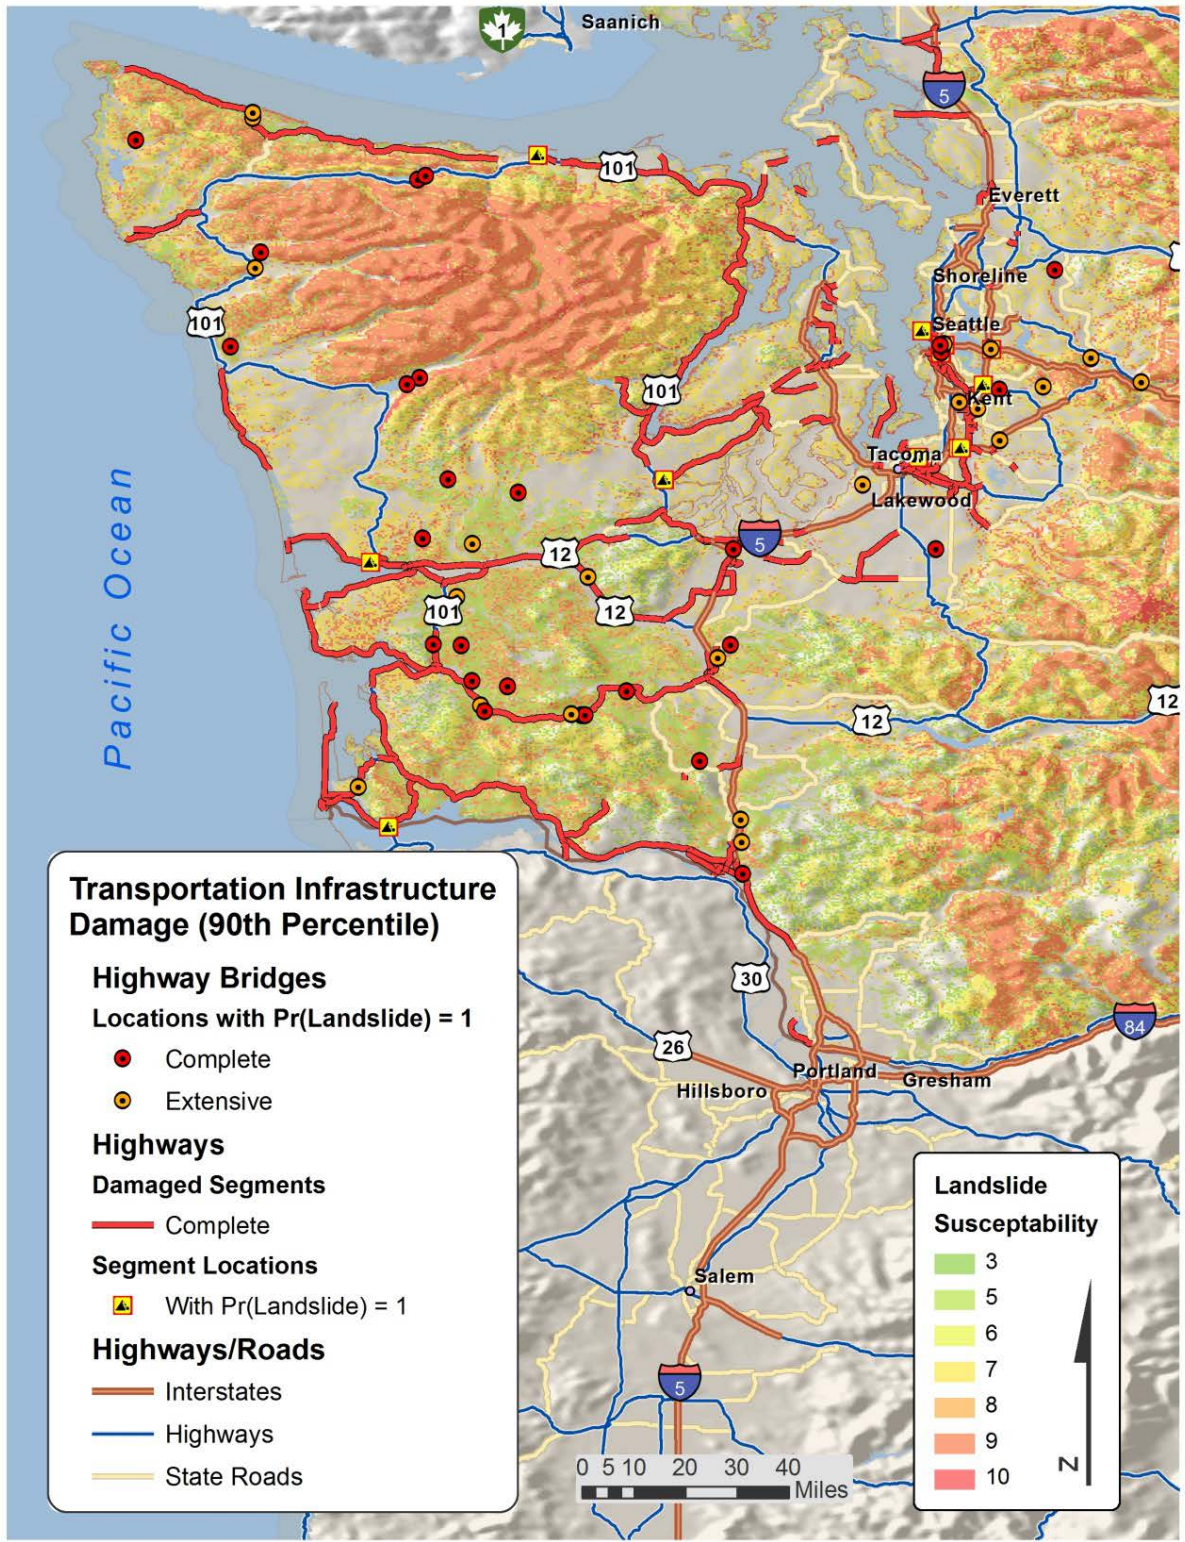 1
Saanich
5
101
Everett
Shoreline
101
Seattle
101
Kent
Tacoma
Lakewood
Pacific Ocean
12
5
12
101
12
12
Transportation Infrastructure
Damage (90th Percentile)
Highway Bridges
Locations with Pr(Landslide) = 1
Complete
Extensive
Highways
Damaged Segments
Complete
Segment Locations
With Pr(Landslide) = 1
Highways/Roads
Interstates
Highways
State Roads
30
84
26
Portland
Gresham
Hillsboro
Salem
5
0 5 10 20 30 40
Miles
Landslide
Susceptability
3
5
6
7
8
9
10
N